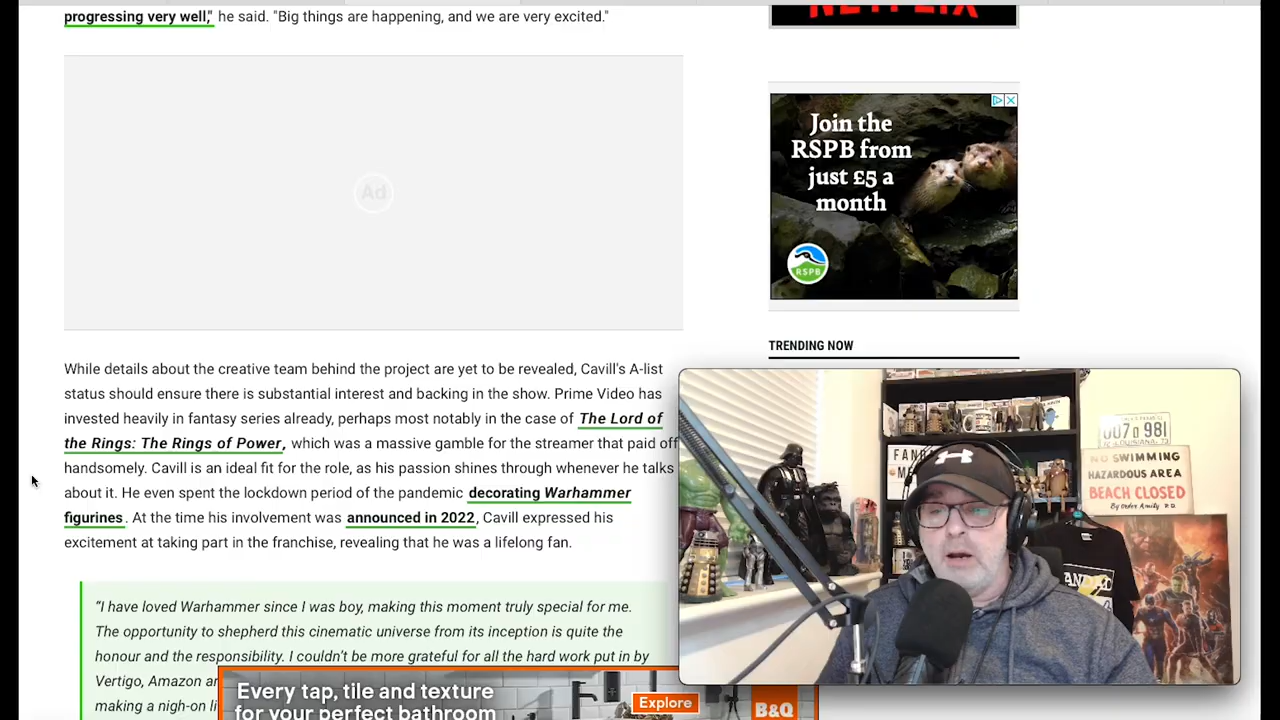 progressing very well," he said. "Big things are happening, and we are very excited."
NETFLIX
Ad
Join the
RSPB from
just £5 a
month
RSPB
TRENDING NOW
While details about the creative team behind the project are yet to be revealed, Cavill's A-list
status should ensure there is substantial interest and backing in the show. Prime Video has
invested heavily in fantasy series already, perhaps most notably in the case of The Lord of
the Rings: The Rings of Power, which was a massive gamble for the streamer that paid off
handsomely. Cavill is an ideal fit for the role, as his passion shines through whenever he talks
about it. He even spent the lockdown period of the pandemic decorating Warhammer
figurines. At the time his involvement was announced in 2022, Cavill expressed his
excitement at taking part in the franchise, revealing that he was a lifelong fan.
“I have loved Warhammer since I was boy, making this moment truly special for me.
The opportunity to shepherd this cinematic universe from its inception is quite the
honour and the responsibility. I couldn’t be more grateful for all the hard work put in by
Vertigo, Amazon
making a nigh-on
Every tap, tile and texture
for your perfect bathroom
Explore
B&Q
007 981
LOUISIANA
NO SWIMMING
HAZARDOUS AREA
BEACH CLOSED
By Order Amity P.D.